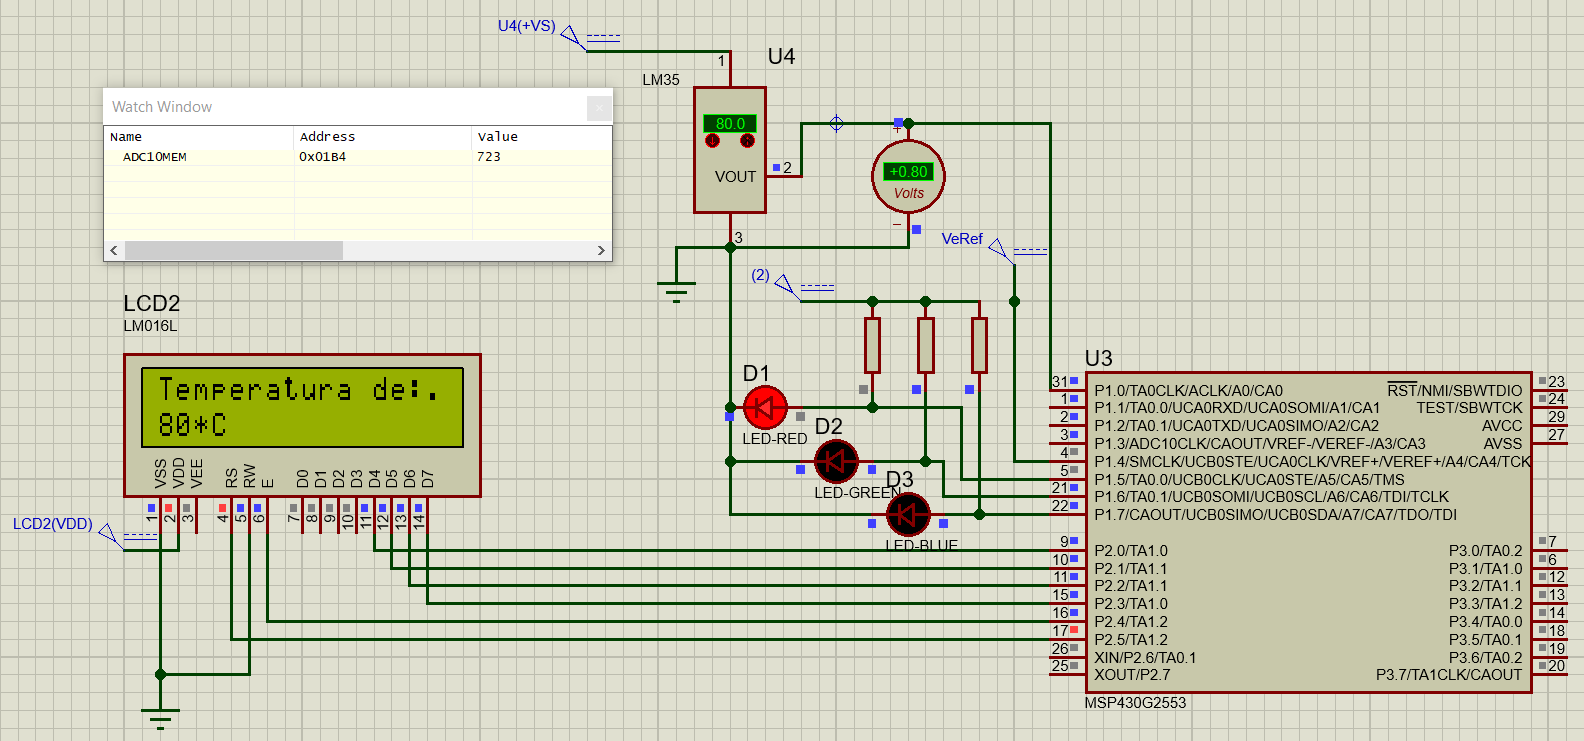 U4(+VS)
U4
LM35
1
80.0
VOUT
2
3
+
+0.80
Volts
−
Watch Window
Name Address Value
ADC10MEM 0x01B4 723
VeRef
(2)
LCD2
LM016L
Temperatura de:.
80*C
VSS VDD VEE RS RW E D0 D1 D2 D3 D4 D5 D6 D7
1 2 3 4 5 6 7 8 9 10 11 12 13 14
LCD2(VDD)
D1
LED-RED
D2
LED-GREEN
D3
LED-BLUE
U3
31 P1.0/TA0CLK/ACLK/A0/CA0 RST/NMI/SBWTDIO 23
1 P1.1/TA0.0/UCA0RXD/UCA0SOMI/A1/CA1 TEST/SBWTCK 24
2 P1.2/TA0.1/UCA0TXD/UCA0SIMO/A2/CA2 AVCC 29
3 P1.3/ADC10CLK/CAOUT/VREF-/VEREF-/A3/CA3 AVSS 27
4 P1.4/SMCLK/UCB0STE/UCA0CLK/VREF+/VEREF+/A4/CA4/TCK
5 P1.5/TA0.0/UCB0CLK/UCA0STE/A5/CA5/TMS
21 P1.6/TA0.1/UCB0SOMI/UCB0SCL/A6/CA6/TDI/TCLK
22 P1.7/CAOUT/UCB0SIMO/UCB0SDA/A7/CA7/TDO/TDI
9 P2.0/TA1.0 P3.0/TA0.2 7
10 P2.1/TA1.1 P3.1/TA1.0 6
11 P2.2/TA1.1 P3.2/TA1.1 12
15 P2.3/TA1.0 P3.3/TA1.2 13
16 P2.4/TA1.2 P3.4/TA0.0 14
17 P2.5/TA1.2 P3.5/TA0.1 18
26 XIN/P2.6/TA0.1 P3.6/TA0.2 19
25 XOUT/P2.7 P3.7/TA1CLK/CAOUT 20
MSP430G2553